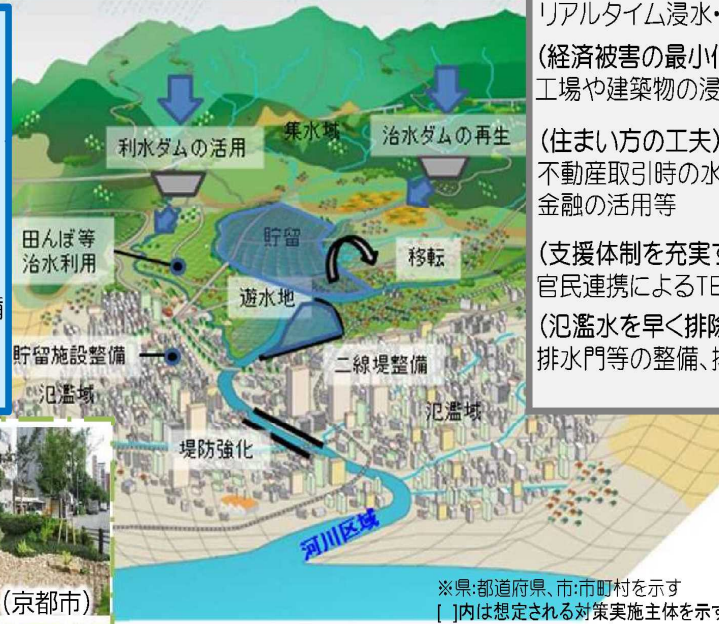 利水ダムの活用
集水域
治水ダムの再生
田んぼ等
治水利用
貯留
移転
遊水地
備
貯留施設整備
二線堤整備
氾濫域
氾濫域
堤防強化
河川区域
(京都市)
リアルタイム浸水・
(経済被害の最小
工場や建築物の浸
(住まい方の工夫)
不動産取引時の水
金融の活用等
(支援体制を充実す
官民連携によるTE
(氾濫水を早く排除
排水門等の整備、排
※県:都道府県、市:市町村を示す
[ ]内は想定される対策実施主体を示す